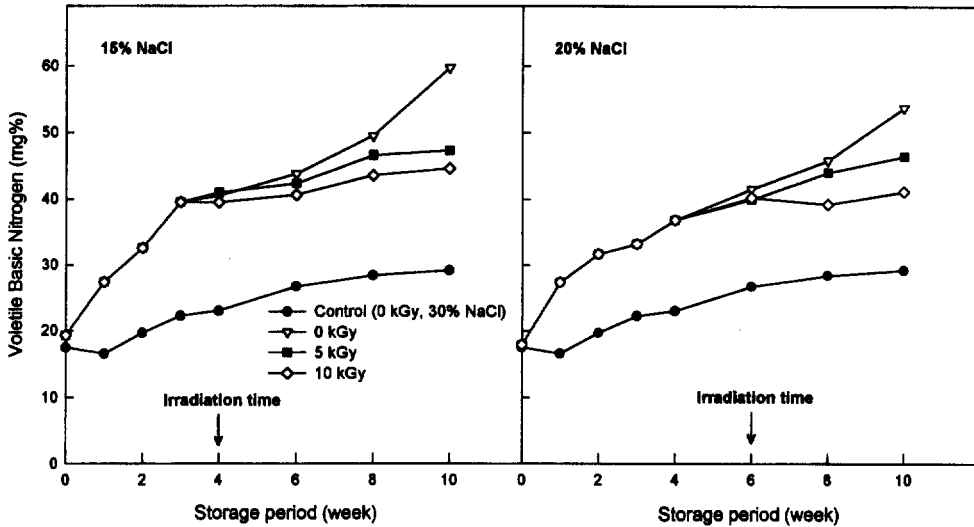 15% NaCl
20% NaCl
60
50
40
30
20
10
0
Voletile Basic Nitrogen (mg%)
Control (0 kGy, 30% NaCl)
0 kGy
5 kGy
10 kGy
Irradiation time
Irradiation time
0 2 4 6 8 10
0 2 4 6 8 10
Storage period (week)
Storage period (week)